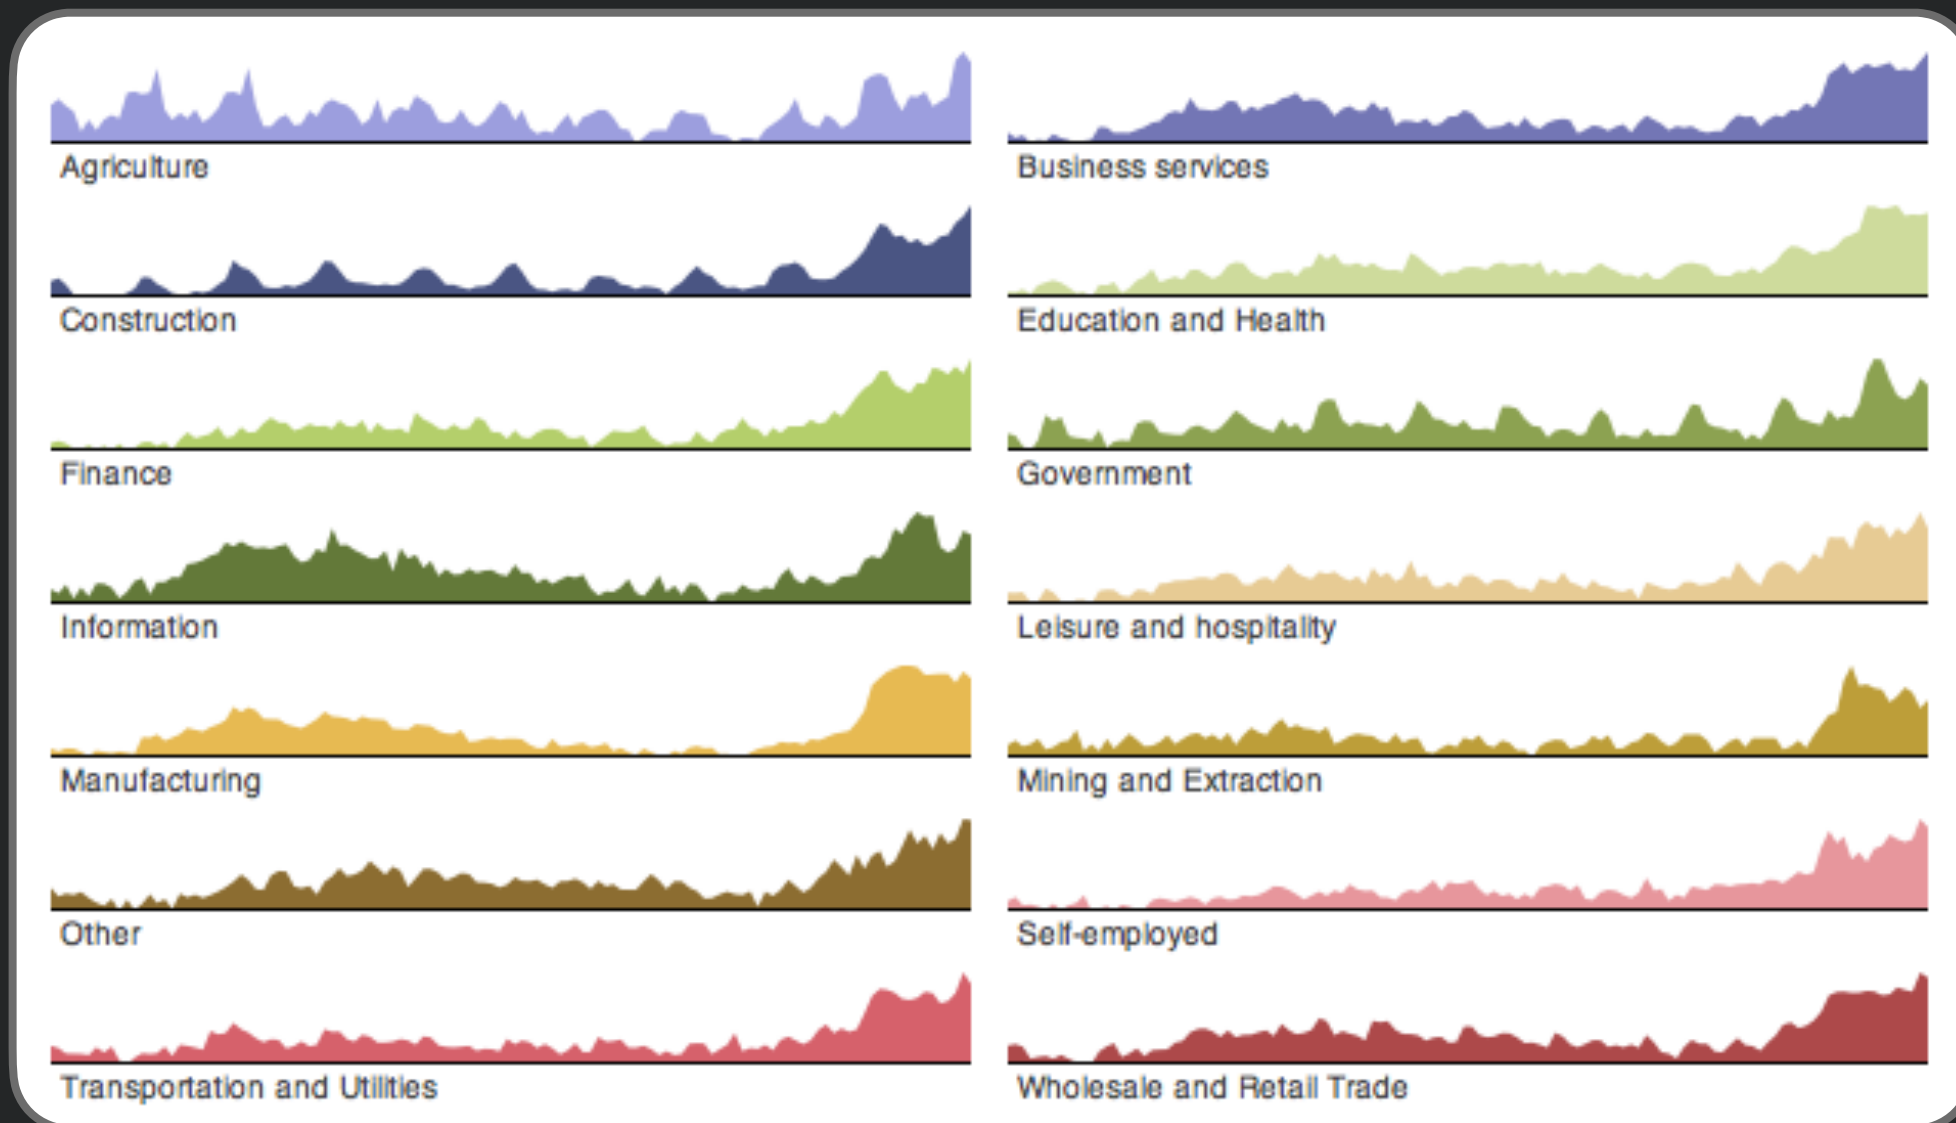 Agriculture
Business services
Construction
Education and Health
Finance
Government
Information
Leisure and hospitality
Manufacturing
Mining and Extraction
Other
Self-employed
Transportation and Utilities
Wholesale and Retail Trade